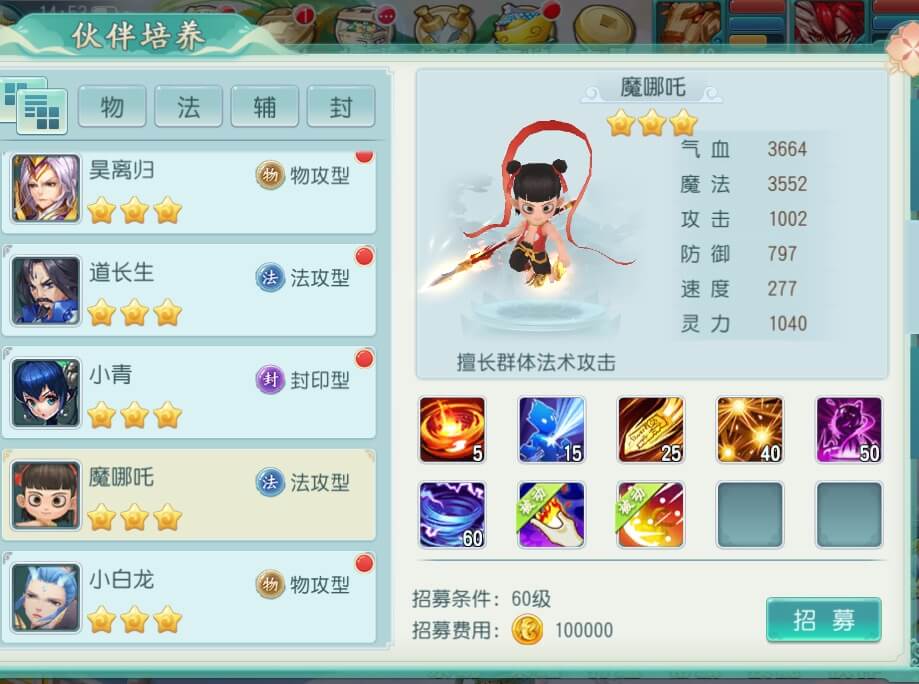 伙伴培养
物 法 辅 封
昊离归
物 物攻型
道长生
法 法攻型
小青
封 封印型
魔哪吒
法 法攻型
小白龙
物 物攻型
魔哪吒
气血 3664
魔法 3552
攻击 1002
防御 797
速度 277
灵力 1040
擅长群体法术攻击
5 15 25 40 50
60 被动 被动
招募条件：60级
招募费用： 100000
招募